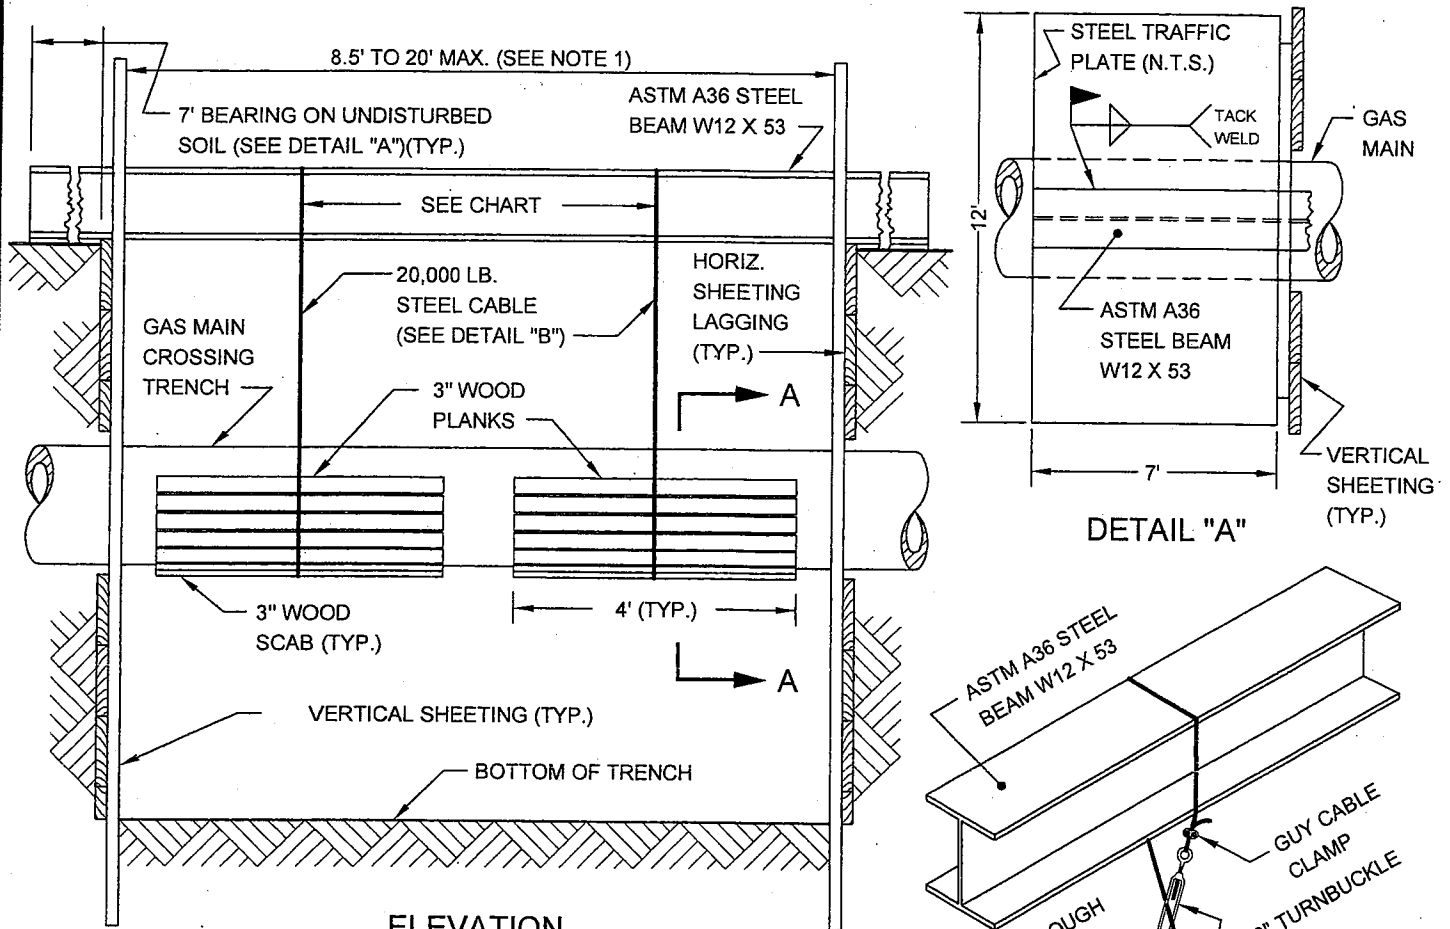 8.5' TO 20' MAX. (SEE NOTE 1)
7' BEARING ON UNDISTURBED
SOIL (SEE DETAIL "A")(TYP.)
ASTM A36 STEEL
BEAM W12 X 53
SEE CHART
20,000 LB.
STEEL CABLE
(SEE DETAIL "B")
HORIZ.
SHEETING
LAGGING
(TYP.)
GAS MAIN
CROSSING
TRENCH
3" WOOD
PLANKS
A
3" WOOD
SCAB (TYP.)
4' (TYP.)
A
VERTICAL SHEETING (TYP.)
BOTTOM OF TRENCH
ELEVATION
STEEL TRAFFIC
PLATE (N.T.S.)
TACK
WELD
GAS
MAIN
12'
ASTM A36
STEEL BEAM
W12 X 53
7'
VERTICAL
SHEETING
(TYP.)
DETAIL "A"
ASTM A36 STEEL
BEAM W12 X 53
GUY CABLE
CLAMP
TURNBUCKLE